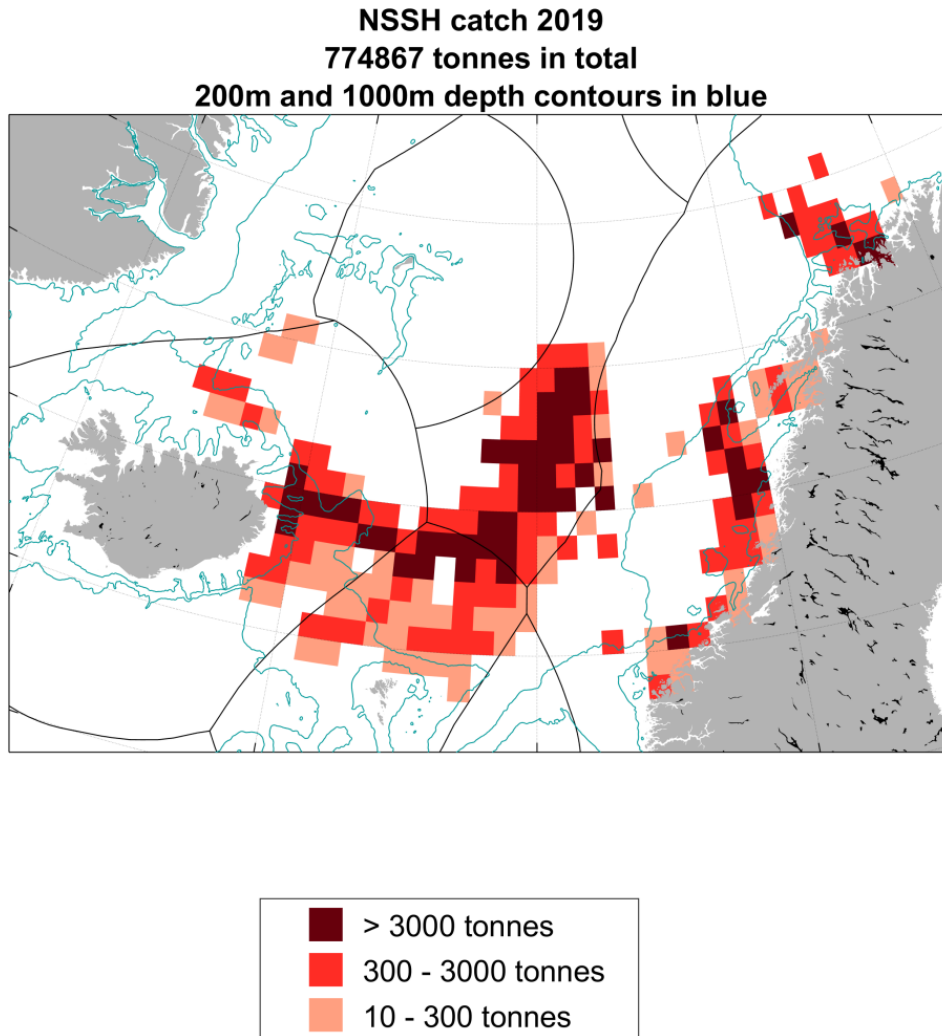 NSSH catch 2019
774867 tonnes in total
200m and 1000m depth contours in blue
> 3000 tonnes
300 - 3000 tonnes
10 - 300 tonnes